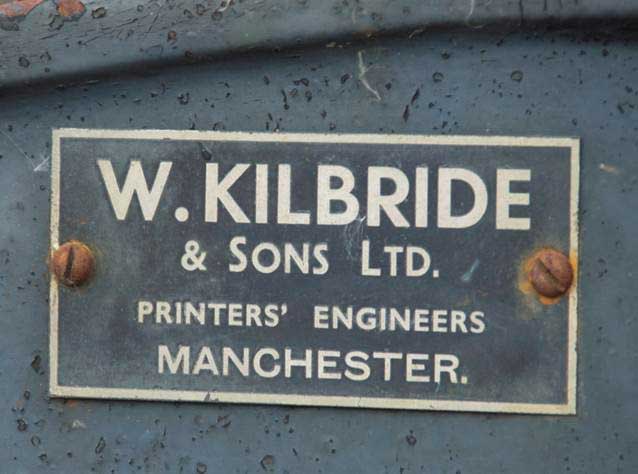 W. KILBRIDE
& SONS LTD.
PRINTERS' ENGINEERS
MANCHESTER.